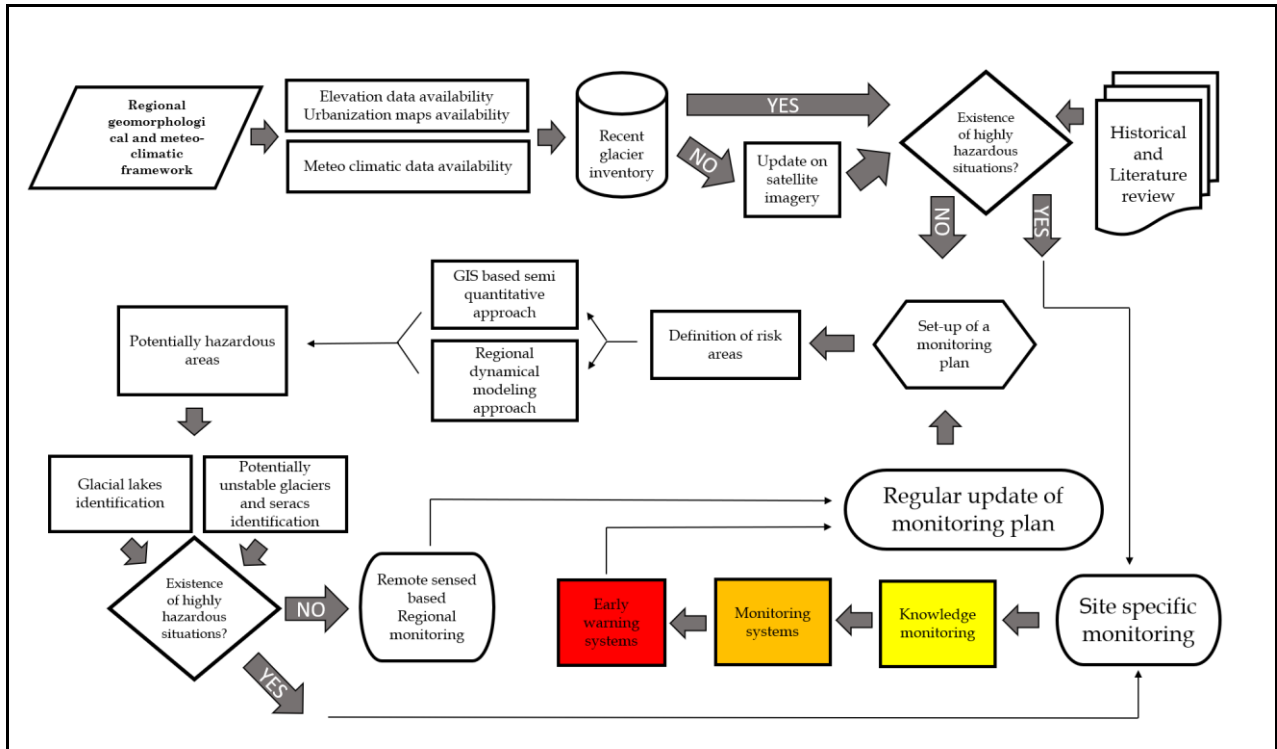 Regional
geomorphologi
cal and meteo-
climatic
framework
Elevation data availability
Urbanization maps availability
Meteo climatic data availability
Recent
glacier
inventory
YES
NO
Update on
satellite
imagery
Existence
of highly
hazardous
situations?
Historical
and
Literature
review
NO
YES
GIS based semi
quantitative
approach
Regional
dynamical
modeling
approach
Potentially hazardous
areas
Definition of risk
areas
Set-up of a
monitoring
plan
Glacial lakes
identification
Potentially
unstable glaciers
and seracs
identification
Regular update of
monitoring plan
Existence
of highly
hazardous
situations?
NO
Remote sensed
based
Regional
monitoring
Early
warning
systems
Monitoring
systems
Knowledge
monitoring
Site specific
monitoring
YES